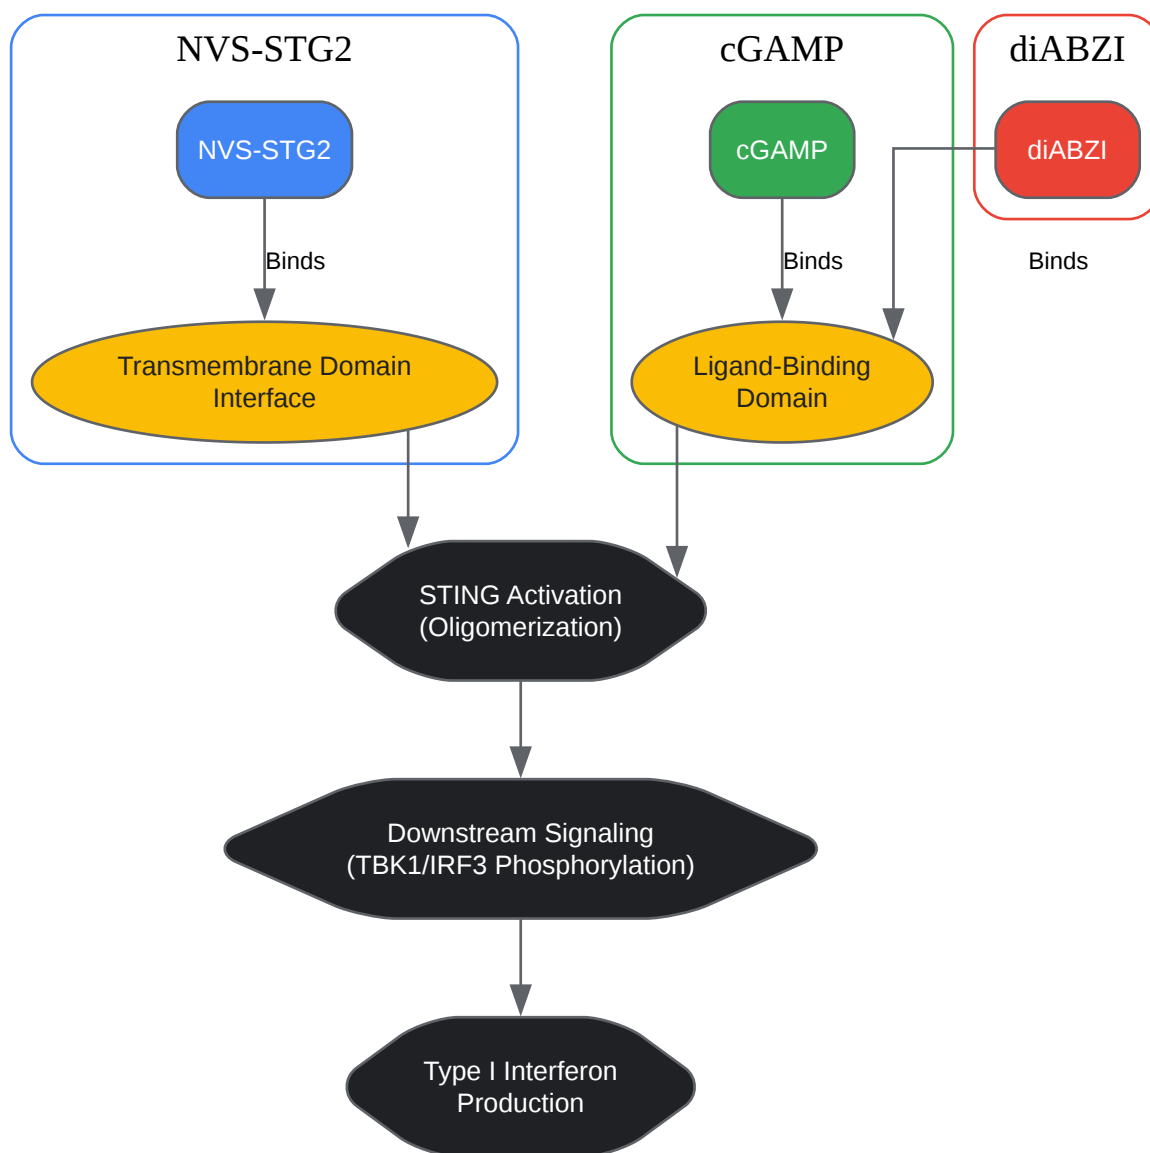 NVS-STG2
cGAMP
diABZI
NVS-STG2
cGAMP
diABZI
Binds
Binds
Binds
Transmembrane Domain
Interface
Ligand-Binding
Domain
STING Activation
(Oligomerization)
Downstream Signaling
(TBK1/IRF3 Phosphorylation)
Type I Interferon
Production